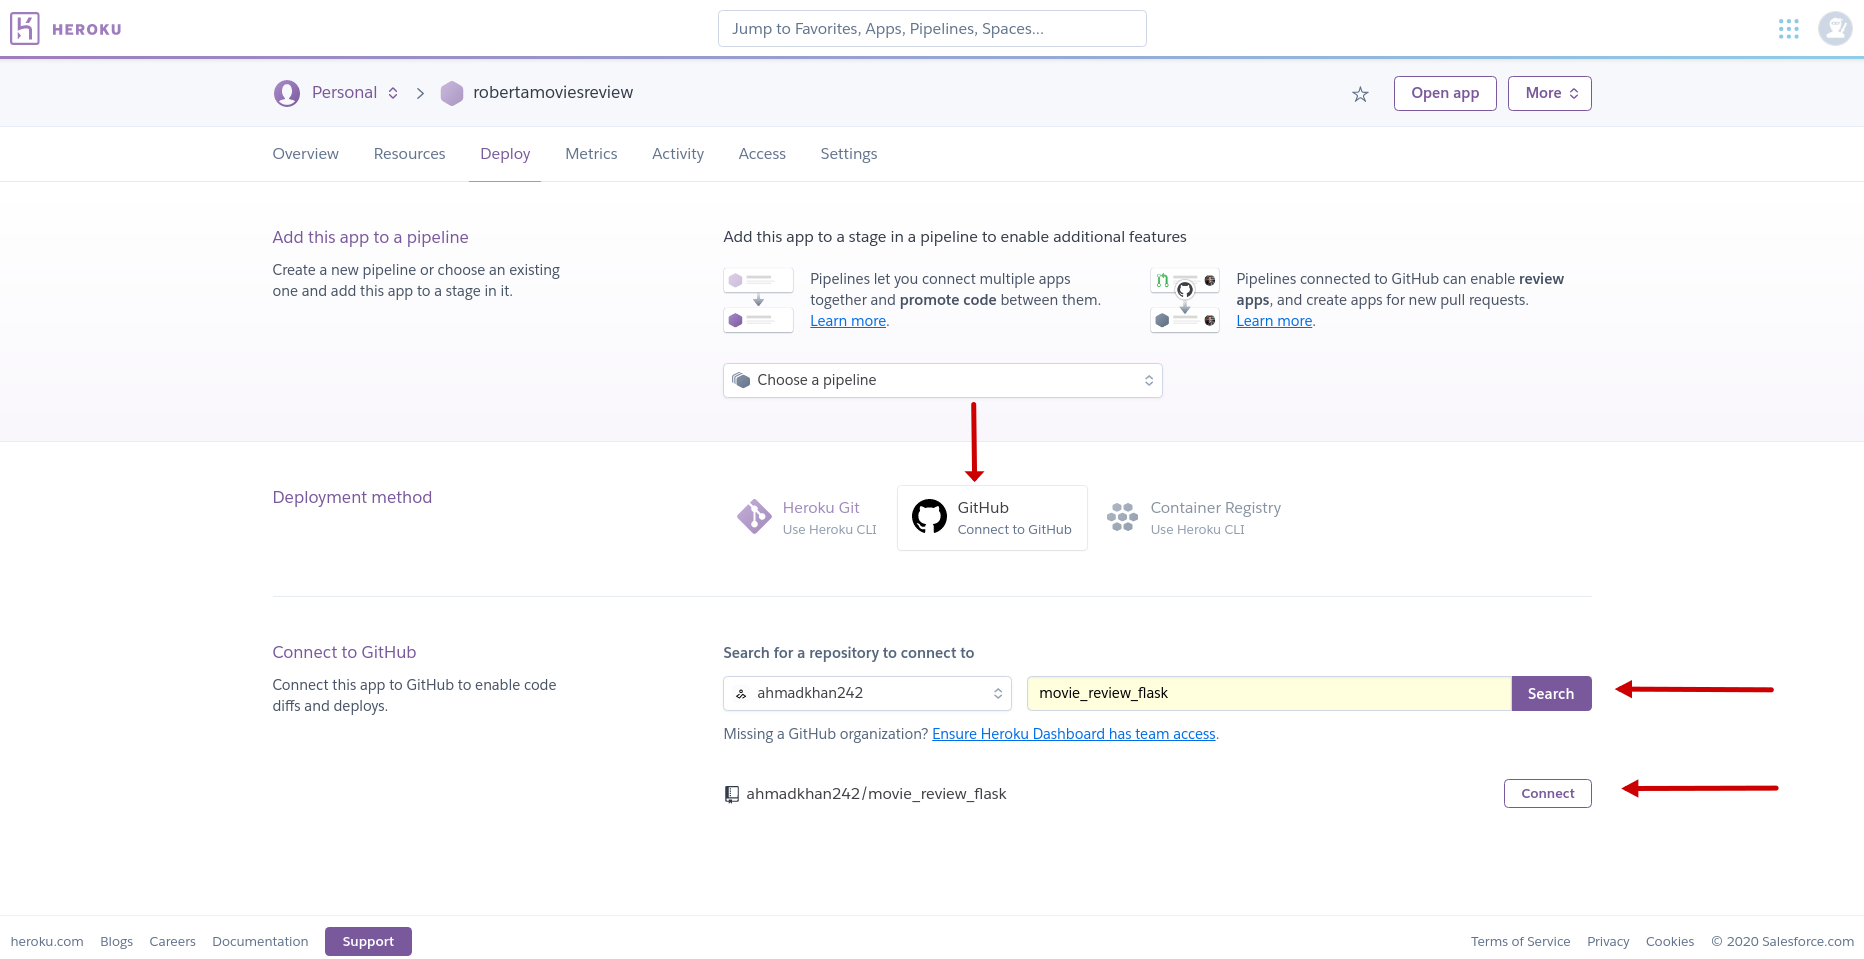 HEROKU
Jump to Favorites, Apps, Pipelines, Spaces...
Personal
robertamoviesreview
Open app
More
Overview
Resources
Deploy
Metrics
Activity
Access
Settings
Add this app to a pipeline
Create a new pipeline or choose an existing
one and add this app to a stage in it.
Add this app to a stage in a pipeline to enable additional features
Pipelines let you connect multiple apps
together and promote code between them.
Learn more.
Pipelines connected to GitHub can enable review
apps, and create apps for new pull requests.
Learn more.
Choose a pipeline
Deployment method
Heroku Git
Use Heroku CLI
GitHub
Connect to GitHub
Container Registry
Use Heroku CLI
Connect to GitHub
Connect this app to GitHub to enable code
diffs and deploys.
Search for a repository to connect to
ahmadkhan242
movie_review_flask
Search
Missing a GitHub organization? Ensure Heroku Dashboard has team access.
ahmadkhan242/movie_review_flask
Connect
heroku.com
Blogs
Careers
Documentation
Support
Terms of Service
Privacy
Cookies
© 2020 Salesforce.com